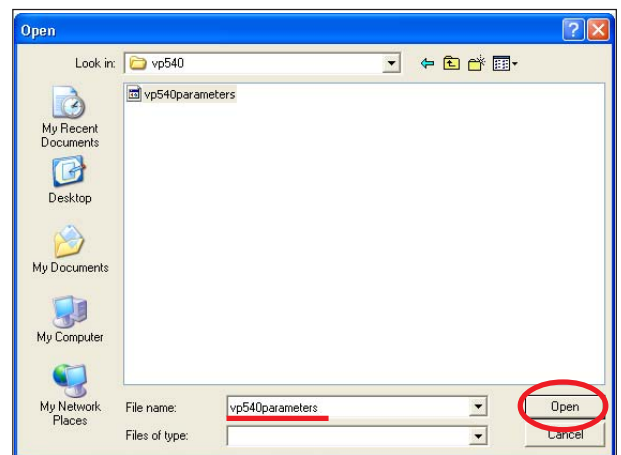 Open
Look in:
vp540
vp540parameters
My Recent
Documents
Desktop
My Documents
My Computer
My Network
Places
File name:
vp540parameters
Open
Files of type:
Cancel